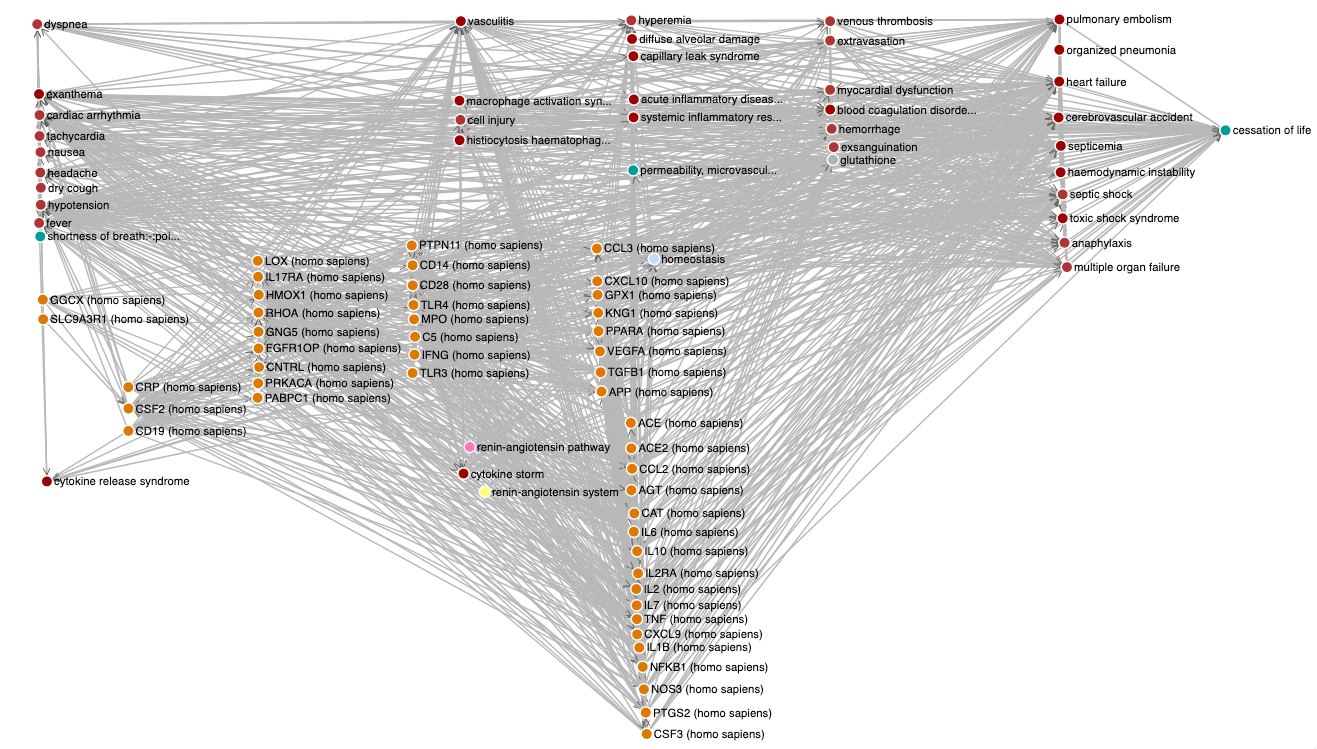 dyspnea
exanthema
cardiac arrhythmia
tachycardia
nausea
headache
dry cough
hypotension
fever
shortness of breath:-:poi...
GGCX (homo sapiens)
SLC9A3R1 (homo sapiens)
CRP (homo sapiens)
CSF2 (homo sapiens)
CD19 (homo sapiens)
cytokine release syndrome
LOX (homo sapiens)
IL17RA (homo sapiens)
HMOX1 (homo sapiens)
RHOA (homo sapiens)
GNG5 (homo sapiens)
FGFR1OP (homo sapiens)
CNTRL (homo sapiens)
PRKACA (homo sapiens)
PABPC1 (homo sapiens)
vasculitis
macrophage activation syn...
cell injury
histiocytosis haematophag...
PTPN11 (homo sapiens)
CD14 (homo sapiens)
CD28 (homo sapiens)
TLR4 (homo sapiens)
MPO (homo sapiens)
C5 (homo sapiens)
IFNG (homo sapiens)
TLR3 (homo sapiens)
renin-angiotensin pathway
cytokine storm
renin-angiotensin system
hyperemia
diffuse alveolar damage
capillary leak syndrome
acute inflammatory diseas...
systemic inflammatory res...
permeability, microvascul...
CCL3 (homo sapiens)
homeostasis
CXCL10 (homo sapiens)
GPX1 (homo sapiens)
KNG1 (homo sapiens)
PPARA (homo sapiens)
VEGFA (homo sapiens)
TGFB1 (homo sapiens)
APP (homo sapiens)
ACE (homo sapiens)
ACE2 (homo sapiens)
CCL2 (homo sapiens)
AGT (homo sapiens)
CAT (homo sapiens)
IL6 (homo sapiens)
IL10 (homo sapiens)
IL2RA (homo sapiens)
IL2 (homo sapiens)
IL7 (homo sapiens)
TNF (homo sapiens)
CXCL9 (homo sapiens)
IL1B (homo sapiens)
NFKB1 (homo sapiens)
NOS3 (homo sapiens)
PTGS2 (homo sapiens)
CSF3 (homo sapiens)
venous thrombosis
extravasation
myocardial dysfunction
blood coagulation disorde...
hemorrhage
exsanguination
glutathione
pulmonary embolism
organized pneumonia
heart failure
cerebrovascular accident
septicemia
haemodynamic instability
septic shock
toxic shock syndrome
anaphylaxis
multiple organ failure
cessation of life